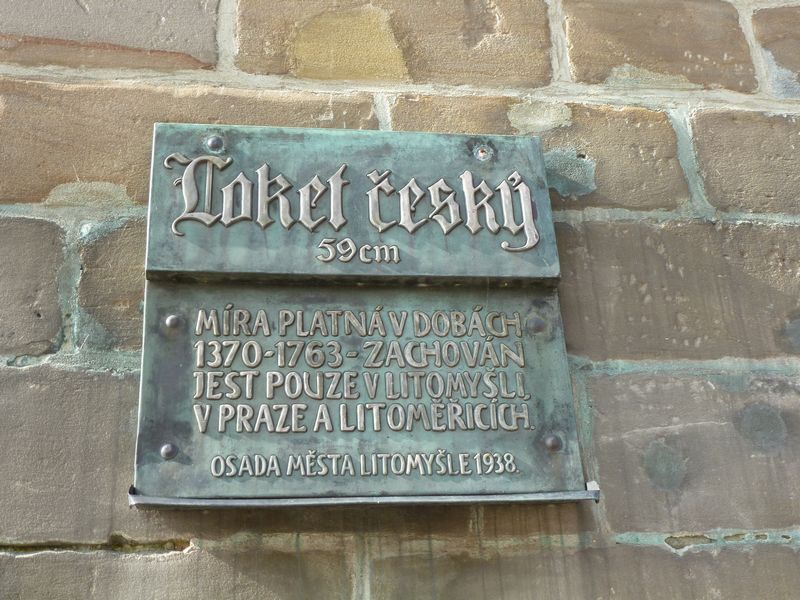 Loket český
59cm
MÍRA PLATNÁ V DOBÁCH
1370-1763-ZACHOVÁN
JEST POUZE V LITOMYŠLI,
V PRAZE A LITOMĚŘICÍCH.
OSADA MĚSTA LITOMYŠLE 1938.